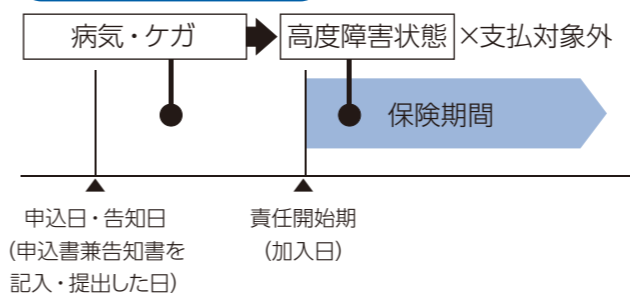 病気・ケガ
高度障害状態 ×支払対象外
保険期間
申込日・告知日
(申込書兼告知書を
記入・提出した日)
責任開始期
(加入日)